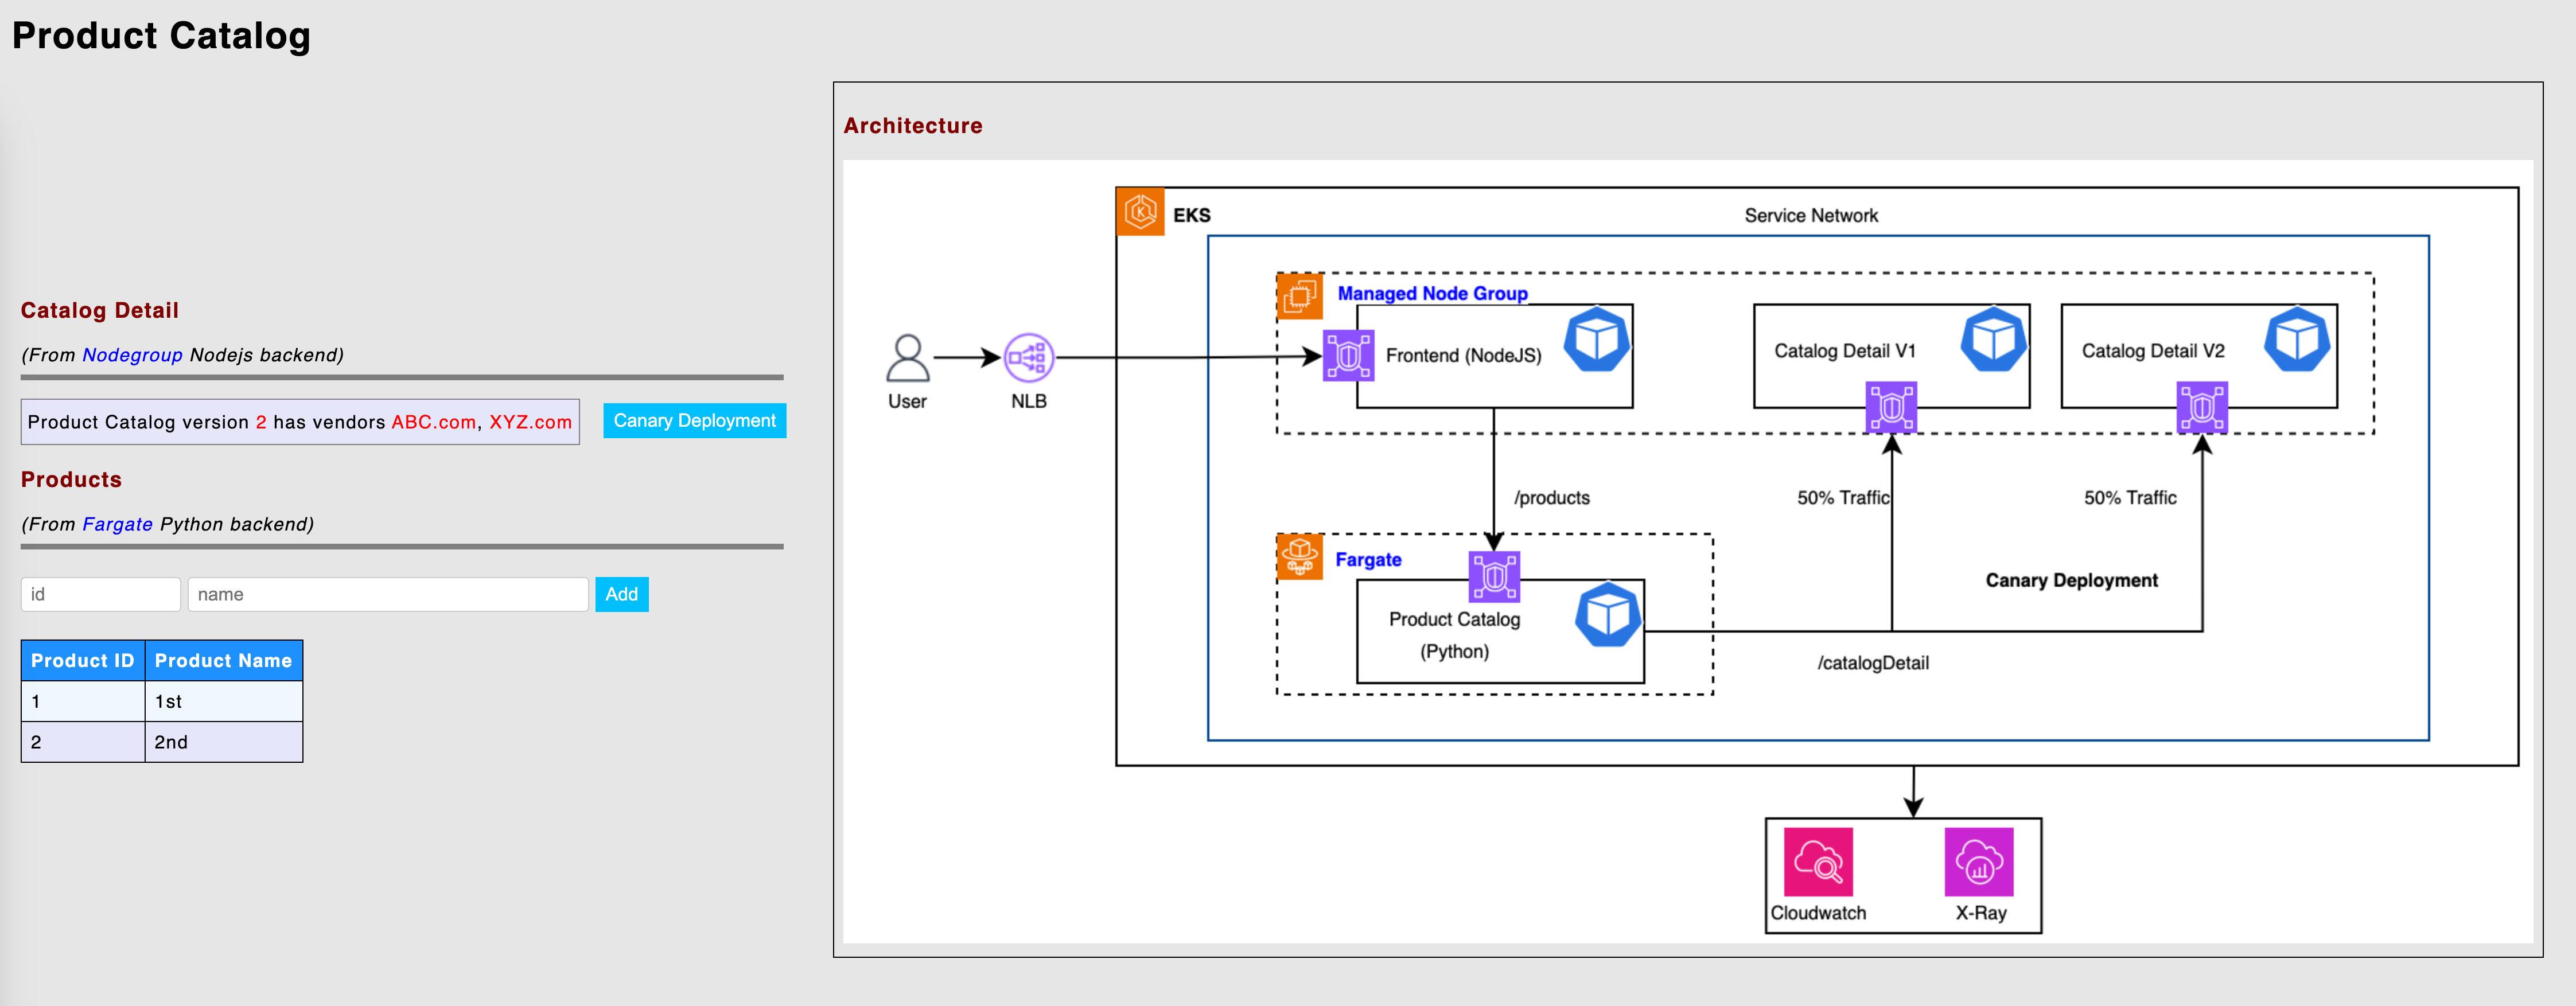 Product Catalog
Catalog Detail
(From Nodegroup Nodejs backend)
Product Catalog version 2 has vendors ABC.com, XYZ.com
Canary Deployment
Products
(From Fargate Python backend)
id
name
Add
Product ID
Product Name
1
1st
2
2nd
Architecture
EKS
Service Network
Managed Node Group
User
NLB
Frontend (NodeJS)
Catalog Detail V1
Catalog Detail V2
/products
50% Traffic
50% Traffic
Fargate
Canary Deployment
Product Catalog
(Python)
/catalogDetail
Cloudwatch
X-Ray